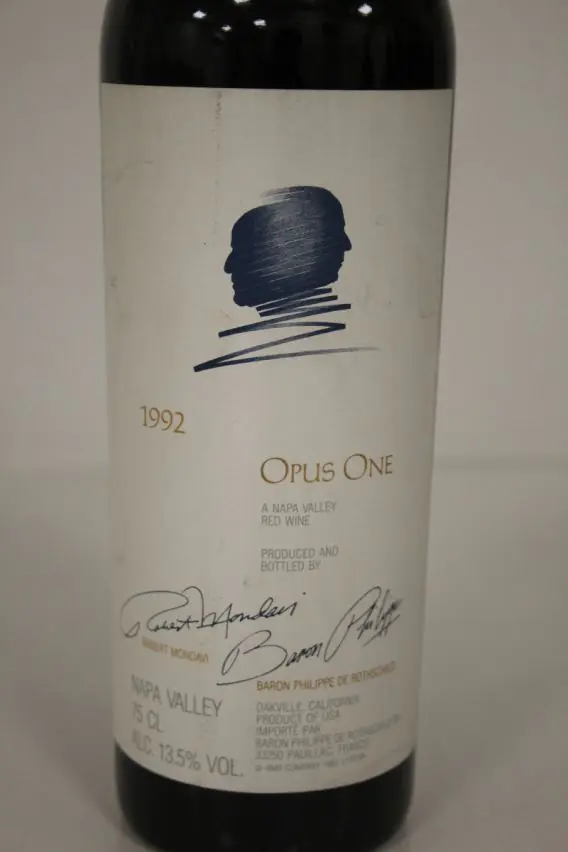 1992
OPUS ONE
A NAPA VALLEY
RED WINE
PRODUCED AND
BOTTLED BY
Robert Mondavi
Baron Philippe
ROBERT MONDAVI
BARON PHILIPPE DE ROTHSCHILD
NAPA VALLEY
75 CL
ALC. 13.5% VOL.
OAKVILLE, CALIFORNIA
PRODUCT OF USA
IMPORTÉ PAR
BARON PHILIPPE DE ROTHSCHILD
33250 PAUILLAC, FRANCE